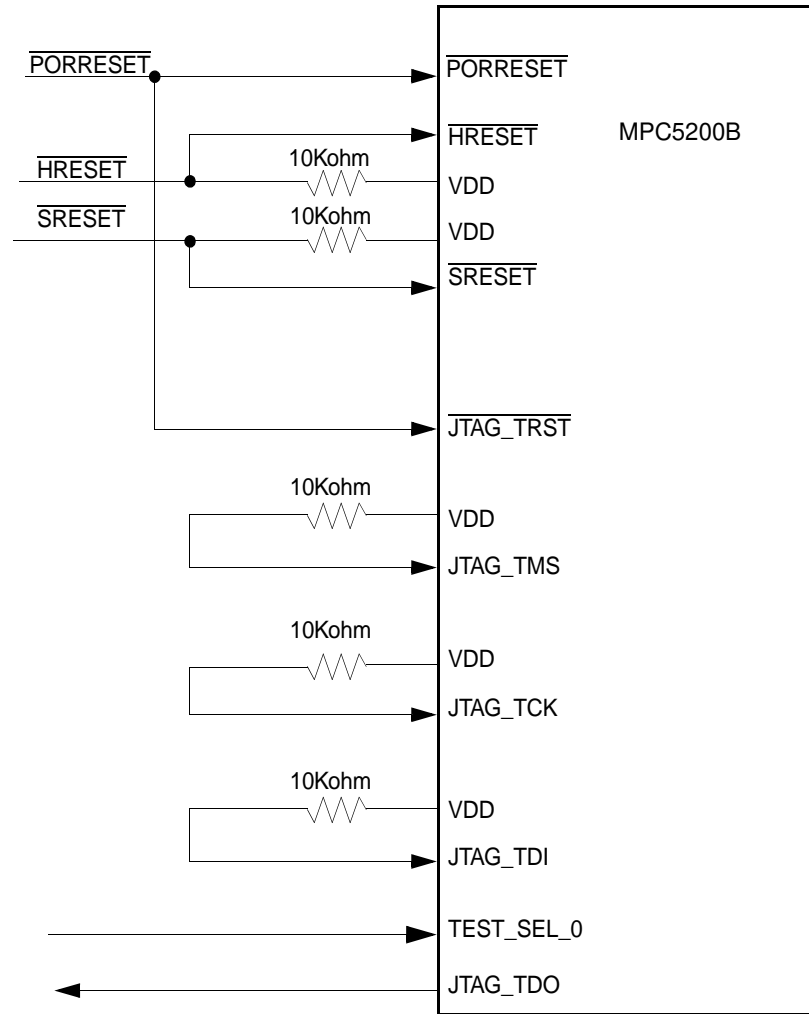 PORRESET
PORRESET
HRESET
MPC5200B
10Kohm
HRESET
VDD
10Kohm
SRESET
VDD
SRESET
JTAG_TRST
10Kohm
VDD
JTAG_TMS
10Kohm
VDD
JTAG_TCK
10Kohm
VDD
JTAG_TDI
TEST_SEL_0
JTAG_TDO